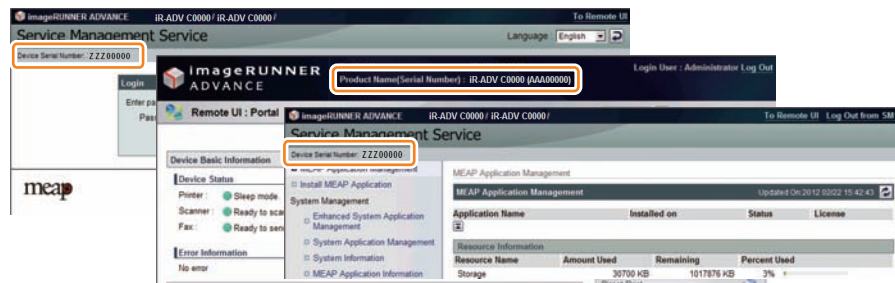 imageRUNNER ADVANCE iR-ADV C0000 / iR-ADV C0000 / To Remote UI
Service Management Service Language English
Device Serial Number: ZZZ00000
Login
meap
imageRUNNER
ADVANCE
Product Name(Serial Number) : iR-ADV C0000 (AAA00000)
Login User : Administrator Log Out
Remote UI : Portal
Device Basic Information
Device Status
Printer : Sleep mode
Scanner : Ready to
Fax : Ready to
Error Information
No error
imageRUNNER ADVANCE iR-ADV C0000 / iR-ADV C0000 / To Remote UI Log Out from SM
Service Management Service
Device Serial Number: ZZZ00000
MEAP Application Management
Install MEAP Application
System Management
Enhanced System Application
Management
System Application Management
System Information
MEAP Application Information
MEAP Application Management
MEAP Application Management Updated On:2012 02/22 15:42:43
Application Name Installed on Status License
Resource Information
Resource Name Amount Used Remaining Percent Used
Storage 30700 KB 1017876 KB 3%